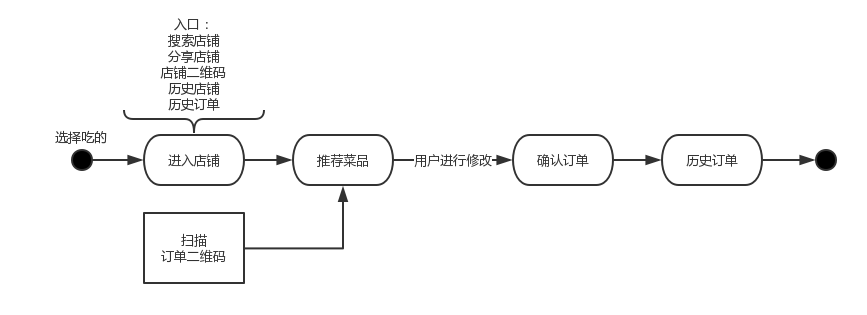 入口：
搜索店铺
分享店铺
店铺二维码
历史店铺
历史订单
选择吃的
进入店铺
推荐菜品
用户进行修改
确认订单
历史订单
扫描
订单二维码